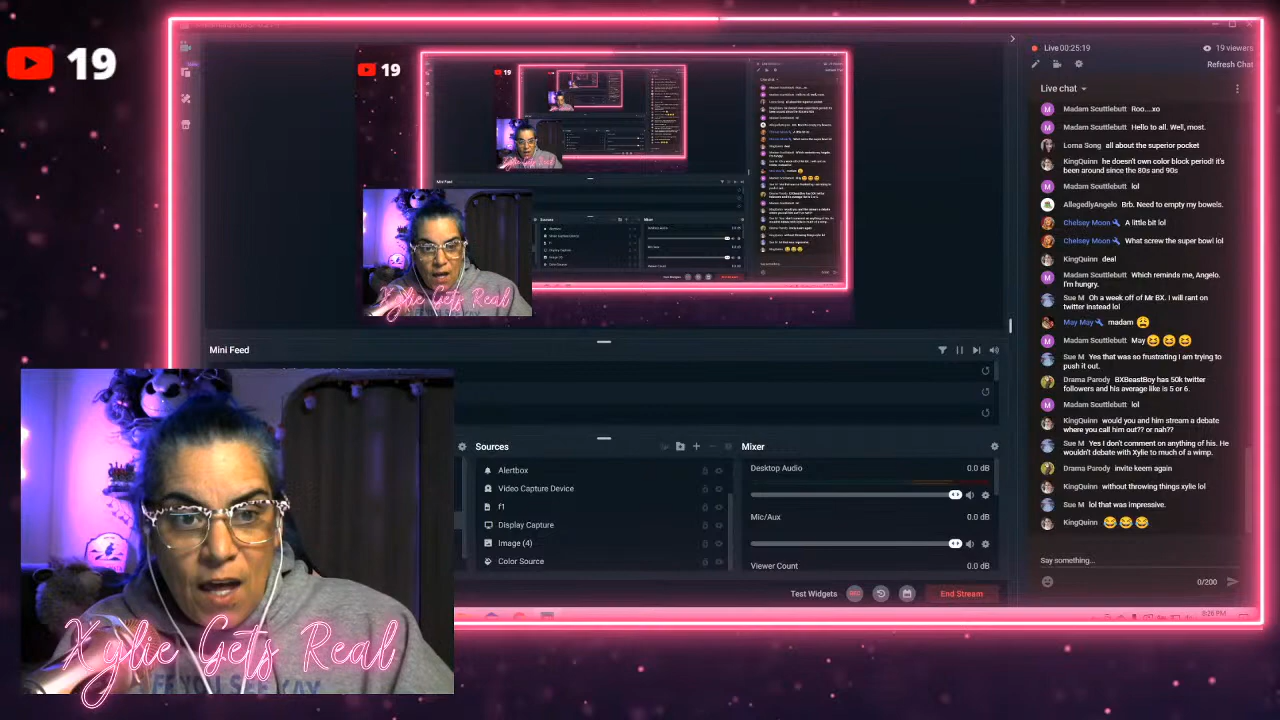 19
Live 00:25:19
19 viewers
Refresh Chat
Live chat
Madam Scuttlebutt Roo....xo
Madam Scuttlebutt Hello to all. Well, most.
Lorna Song all about the superior pocket
KingQuinn he doesn't own color block period! it's
been around since the 80s and 90s
Madam Scuttlebutt lol
AllegedlyAngelo Brb. Need to empty my bowels.
Chelsey Moon A little bit lol
Chelsey Moon What screw the super bowl lol
KingQuinn deal
Madam Scuttlebutt Which reminds me, Angelo.
I'm hungry.
Sue M Oh a week off of Mr BX. I will rant on
twitter instead lol
May May madam 😩
Madam Scuttlebutt May 😆 😆 😆
Sue M Yes that was so frustrating I am trying to
push it out.
Drama Parody BXBeastBoy has 50k twitter
followers and his average like is 5 or 6.
Madam Scuttlebutt lol
KingQuinn would you and him stream a debate
where you call him out?? or nah??
Sue M Yes I don't comment on anything of his. He
wouldn't debate with Xylie to much of a wimp.
Drama Parody invite keem again
KingQuinn without throwing things xylie lol
Sue M lol that was impressive.
KingQuinn 😂 😂 😂
Say something...
0/200
19
19
Xylie Gets Real
Mini Feed
Sources
Alertbox
Video Capture Device
f1
Display Capture
Image (4)
Color Source
Mixer
Desktop Audio 0.0 dB
Mic/Aux 0.0 dB
Viewer Count 0.0 dB
Test Widgets
REC
End Stream
8:26 PM
Xylie Gets Real